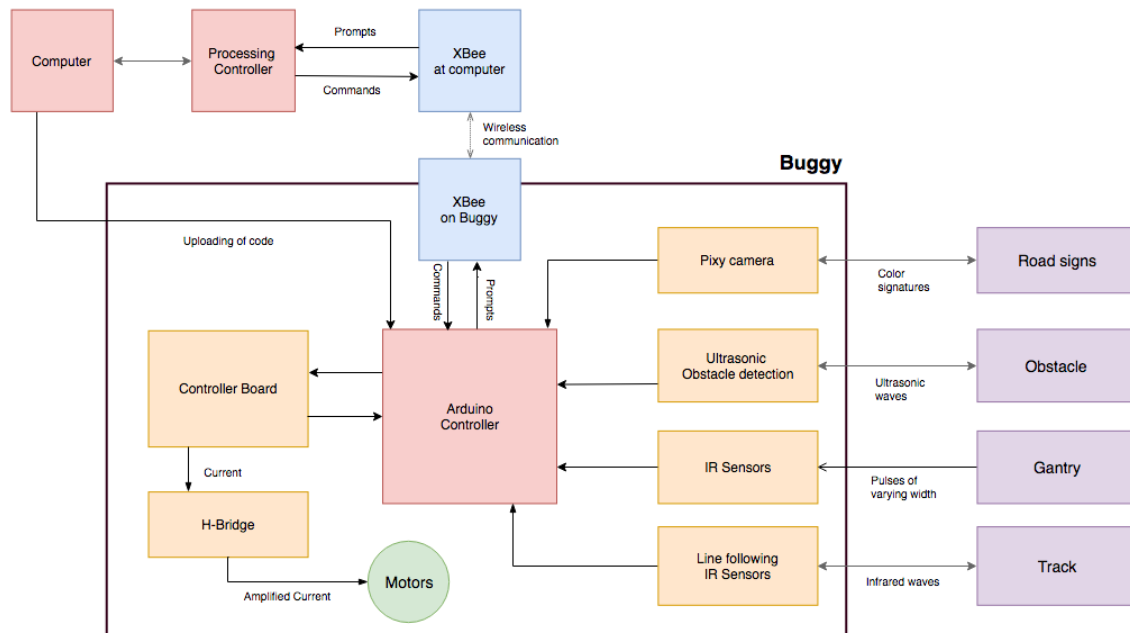 Computer
Processing
Controller
Prompts
Commands
XBee
at computer
Wireless
communication
Buggy
XBee
on Buggy
Uploading of code
Commands
Prompts
Pixy camera
Color
signatures
Road signs
Controller Board
Arduino
Controller
Ultrasonic
Obstacle detection
Ultrasonic
waves
Obstacle
Current
IR Sensors
Pulses of
varying width
Gantry
H-Bridge
Amplified Current
Motors
Line following
IR Sensors
Infrared waves
Track